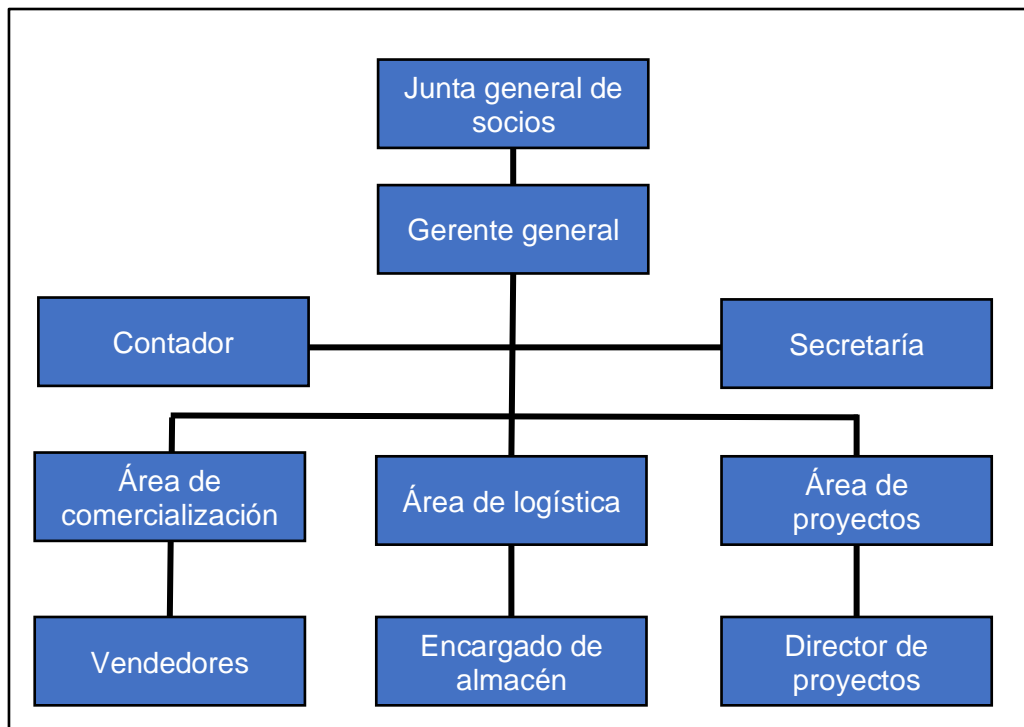 Junta general de
socios
Gerente general
Contador
Secretaría
Área de
comercialización
Área de logística
Área de
proyectos
Vendedores
Encargado de
almacén
Director de
proyectos